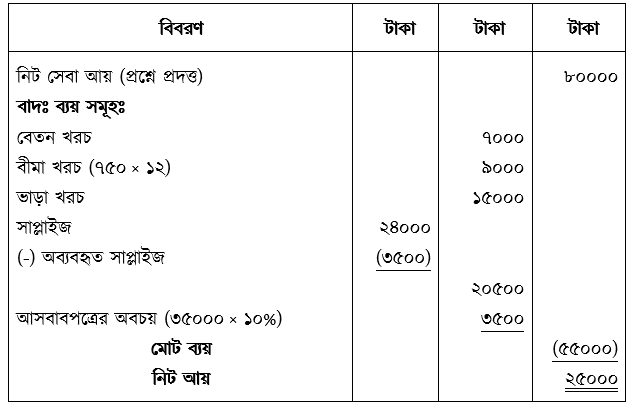 বিবরণ টাকা টাকা টাকা
নিট সেবা আয় (প্রশ্নে প্রদত্ত) ৮০০০০
বাদঃ ব্যয় সমূহঃ
বেতন খরচ ৭০০০
বীমা খরচ (৭৫০ × ১২) ৯০০০
ভাড়া খরচ ১৫০০০
সাপ্লাইজ ২৪০০০
(-) অব্যবহৃত সাপ্লাইজ (৩৫০০)
২০৫০০
আসবাবপত্রের অবচয় (৩৫০০০ × ১০%) ৩৫০০
মোট ব্যয় (৫৫০০০)
নিট আয় ২৫০০০